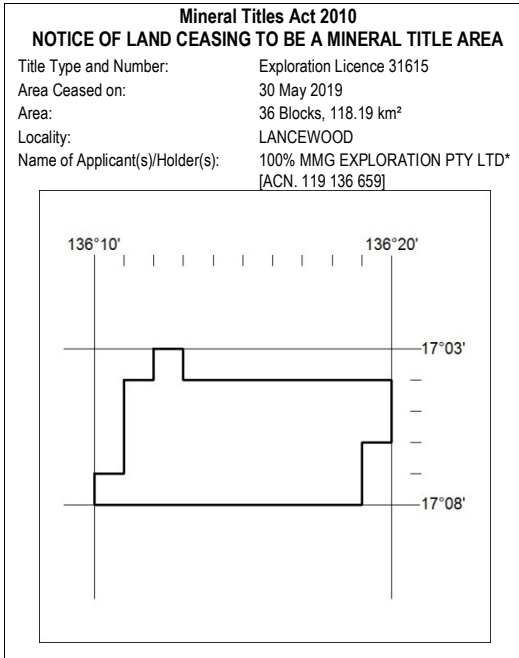 Mineral Titles Act 2010
NOTICE OF LAND CEASING TO BE A MINERAL TITLE AREA
Title Type and Number: Exploration Licence 31615
Area Ceased on: 30 May 2019
Area: 36 Blocks, 118.19 km²
Locality: LANCEWOOD
Name of Applicant(s)/Holder(s): 100% MMG EXPLORATION PTY LTD*
[ACN. 119 136 659]
136°10' 136°20'
17°03'
17°08'